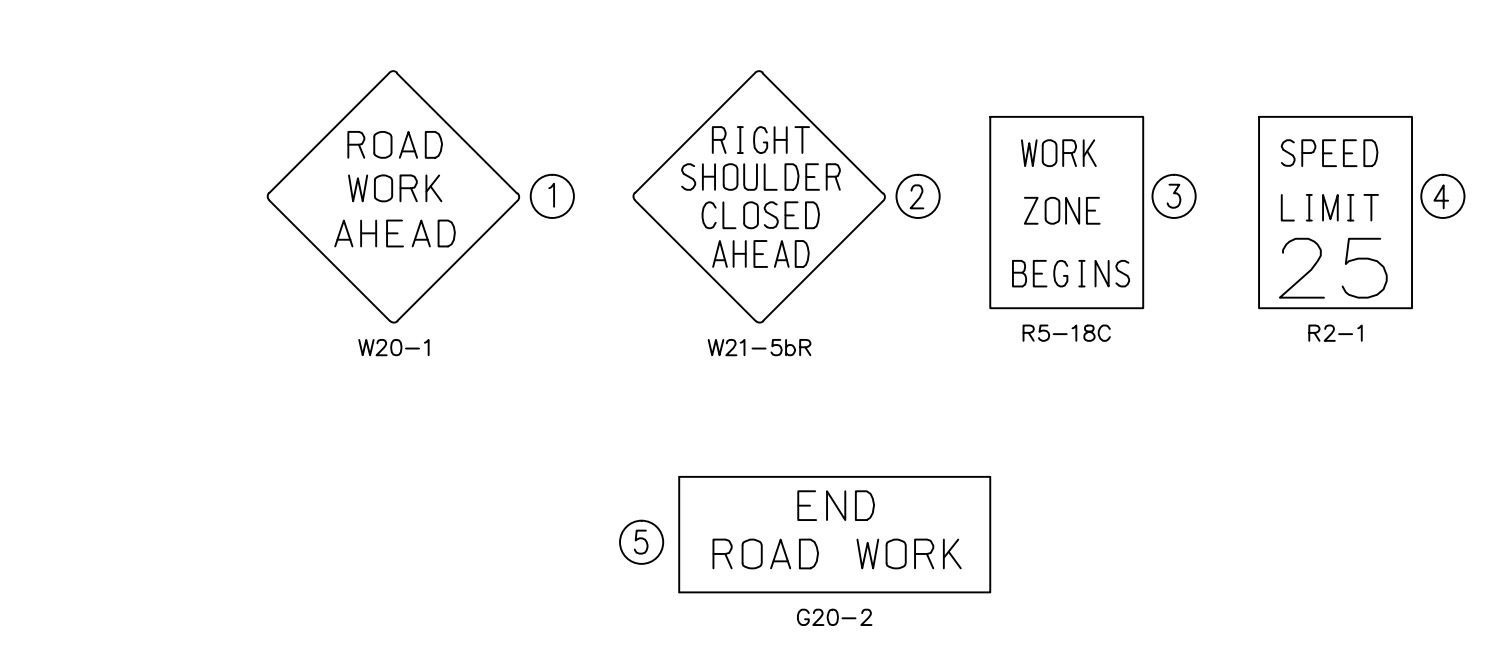 ROAD
WORK
AHEAD
1
W20-1
RIGHT
SHOULDER
CLOSED
AHEAD
2
W21-5bR
WORK
ZONE
BEGINS
3
R5-18C
SPEED
LIMIT
25
4
R2-1
5
END
ROAD WORK
G20-2